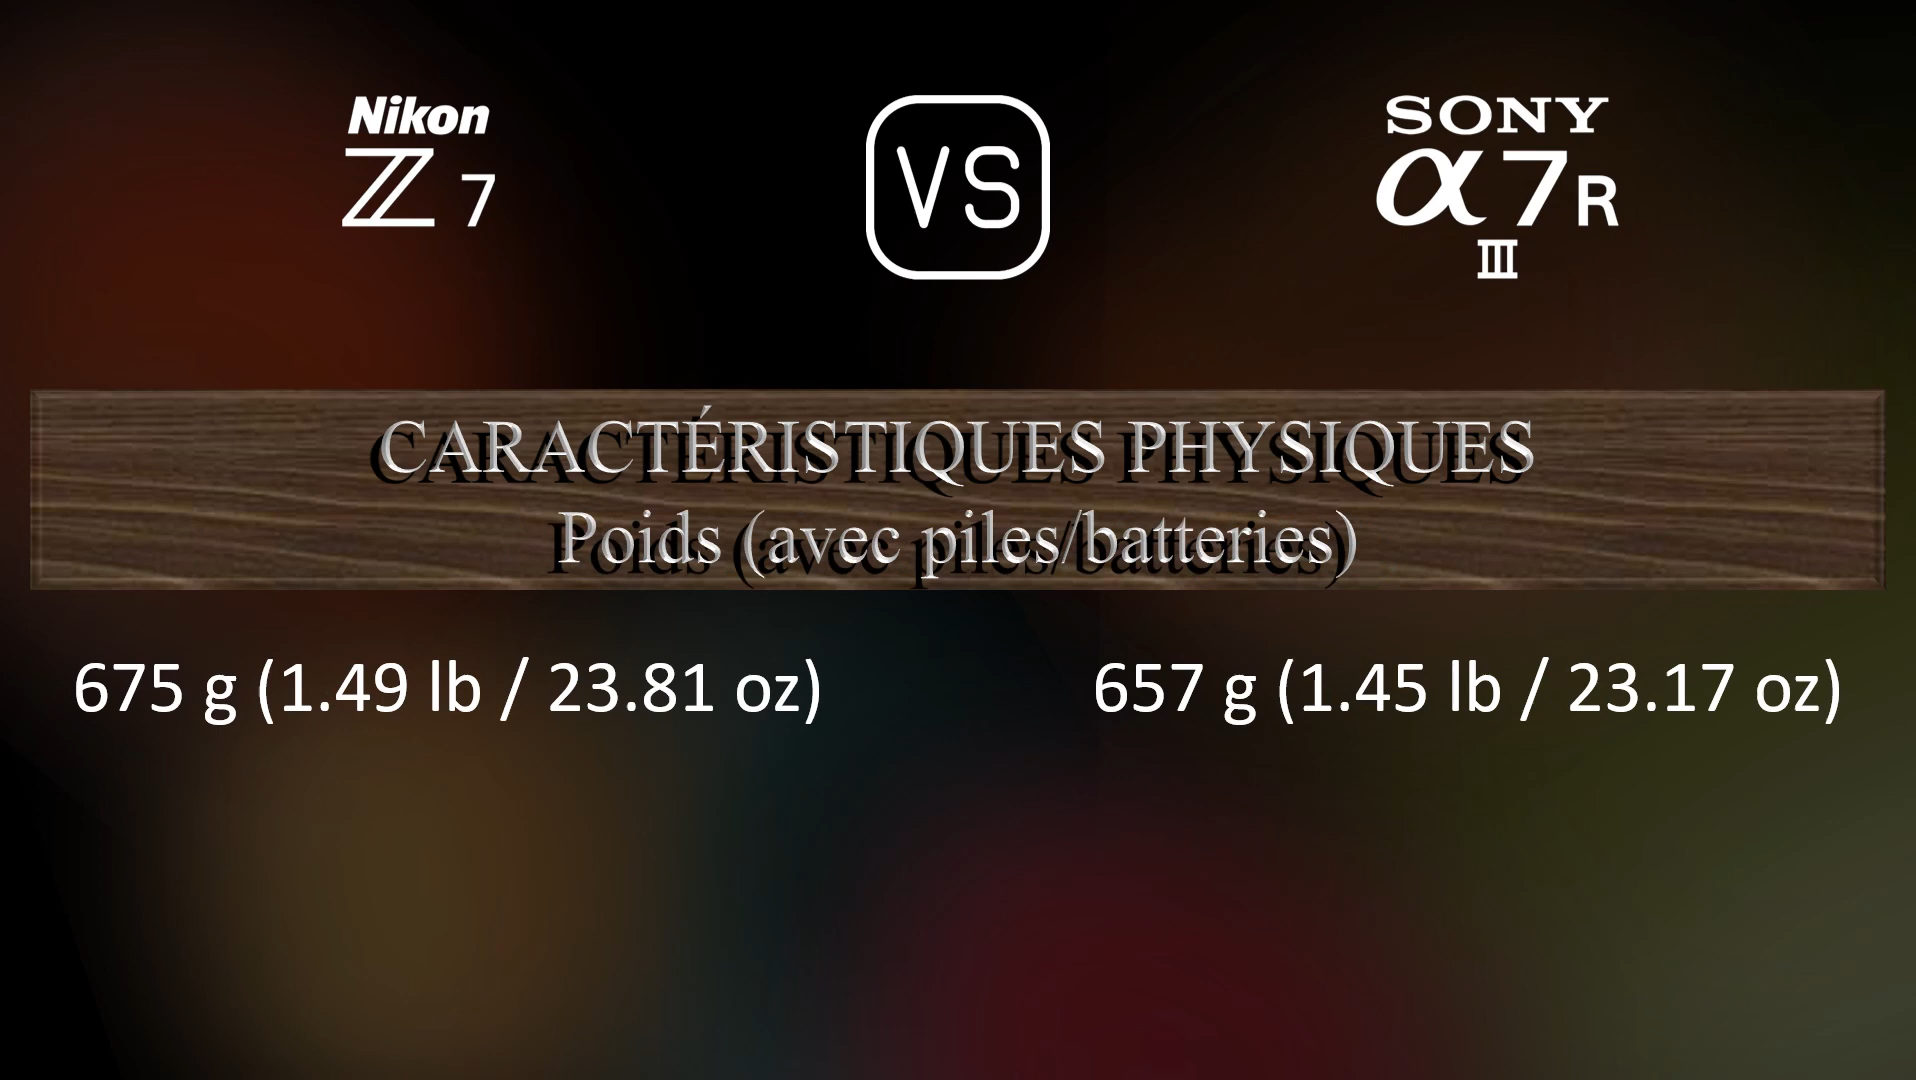 Nikon
Z 7
VS
SONY
α7R
III
CARACTÉRISTIQUES PHYSIQUES
Poids (avec piles/batteries)
675 g (1.49 lb / 23.81 oz)
657 g (1.45 lb / 23.17 oz)